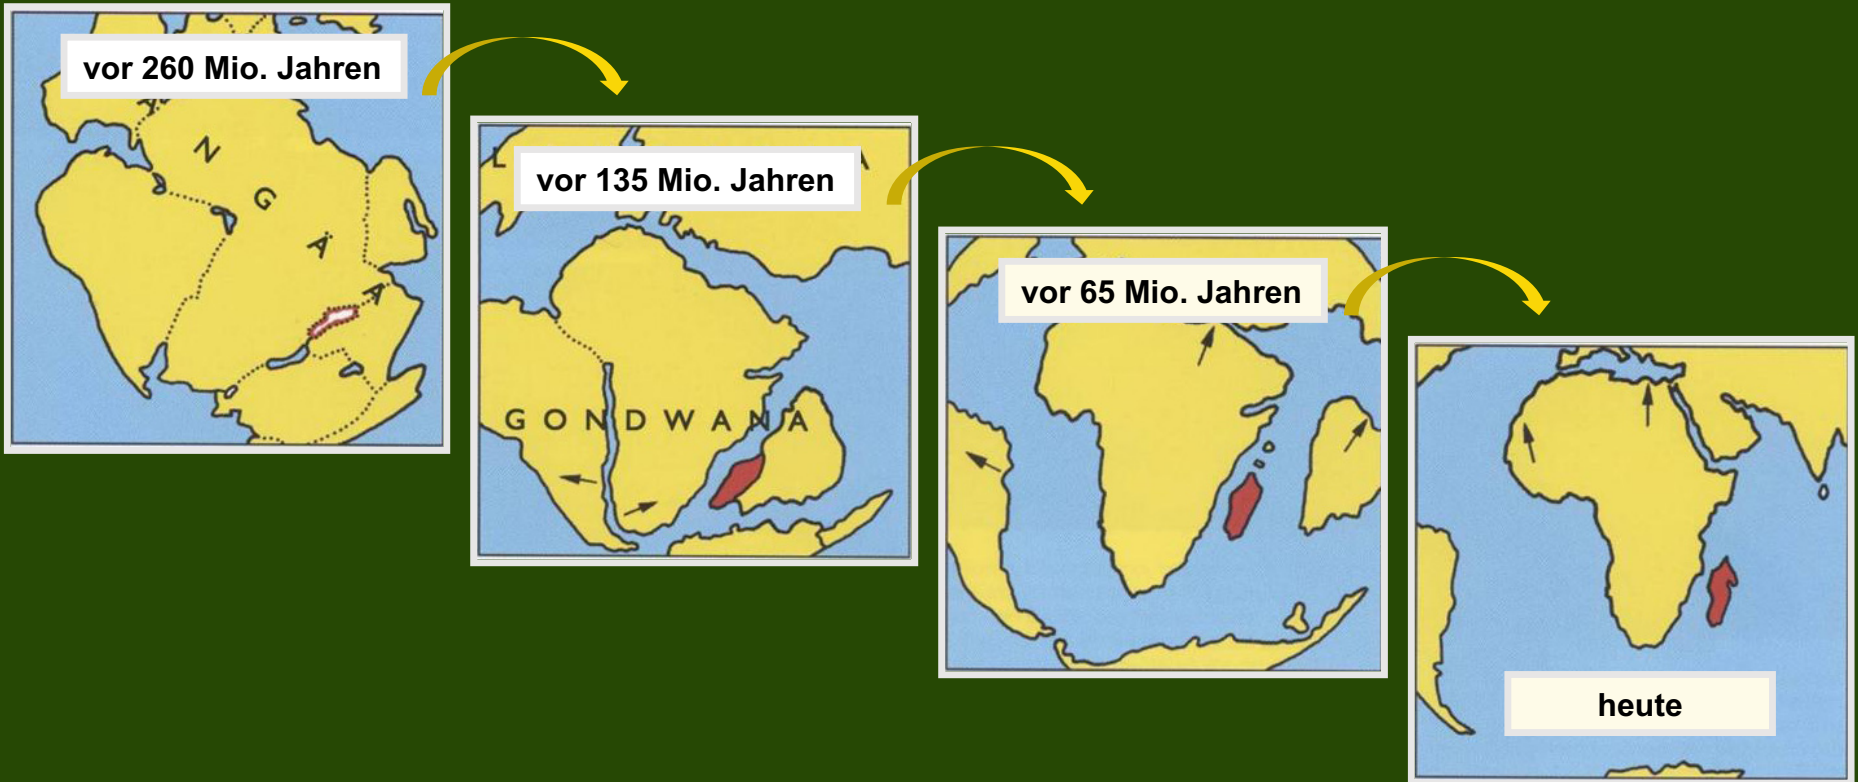 vor 260 Mio. Jahren
A
N
G
Ä
A
vor 135 Mio. Jahren
L
A
GONDWANA
vor 65 Mio. Jahren
heute